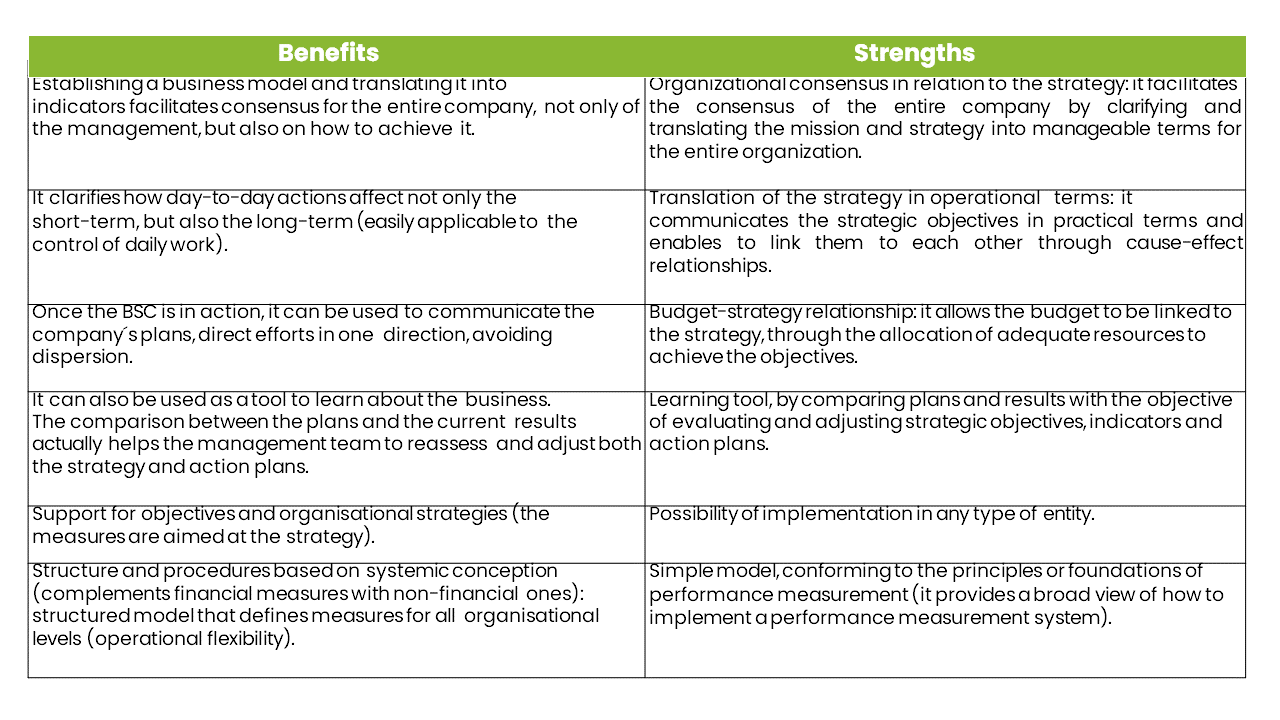 Benefits
Strengths
Establishing a business model and translating it into
indicators facilitates consensus for the entire company, not only of
the management, but also on how to achieve it.
Organizational consensus in relation to the strategy: it facilitates
the consensus of the entire company by clarifying and
translating the mission and strategy into manageable terms for
the entire organization.
It clarifies how day-to-day actions affect not only the
short-term, but also the long-term (easily applicable to the
control of daily work).
Translation of the strategy in operational terms: it
communicates the strategic objectives in practical terms and
enables to link them to each other through cause-effect
relationships.
Once the BSC is in action, it can be used to communicate the
company´s plans, direct efforts in one direction, avoiding
dispersion.
Budget-strategy relationship: it allows the budget to be linked to
the strategy, through the allocation of adequate resources to
achieve the objectives.
It can also be used as a tool to learn about the business.
The comparison between the plans and the current results
actually helps the management team to reassess and adjust both
the strategy and action plans.
Learning tool, by comparing plans and results with the objective
of evaluating and adjusting strategic objectives, indicators and
action plans.
Support for objectives and organisational strategies (the
measures are aimed at the strategy).
Possibility of implementation in any type of entity.
Structure and procedures based on systemic conception
(complements financial measures with non-financial ones):
structured model that defines measures for all organisational
levels (operational flexibility).
Simple model, conforming to the principles or foundations of
performance measurement (it provides a broad view of how to
implement a performance measurement system).